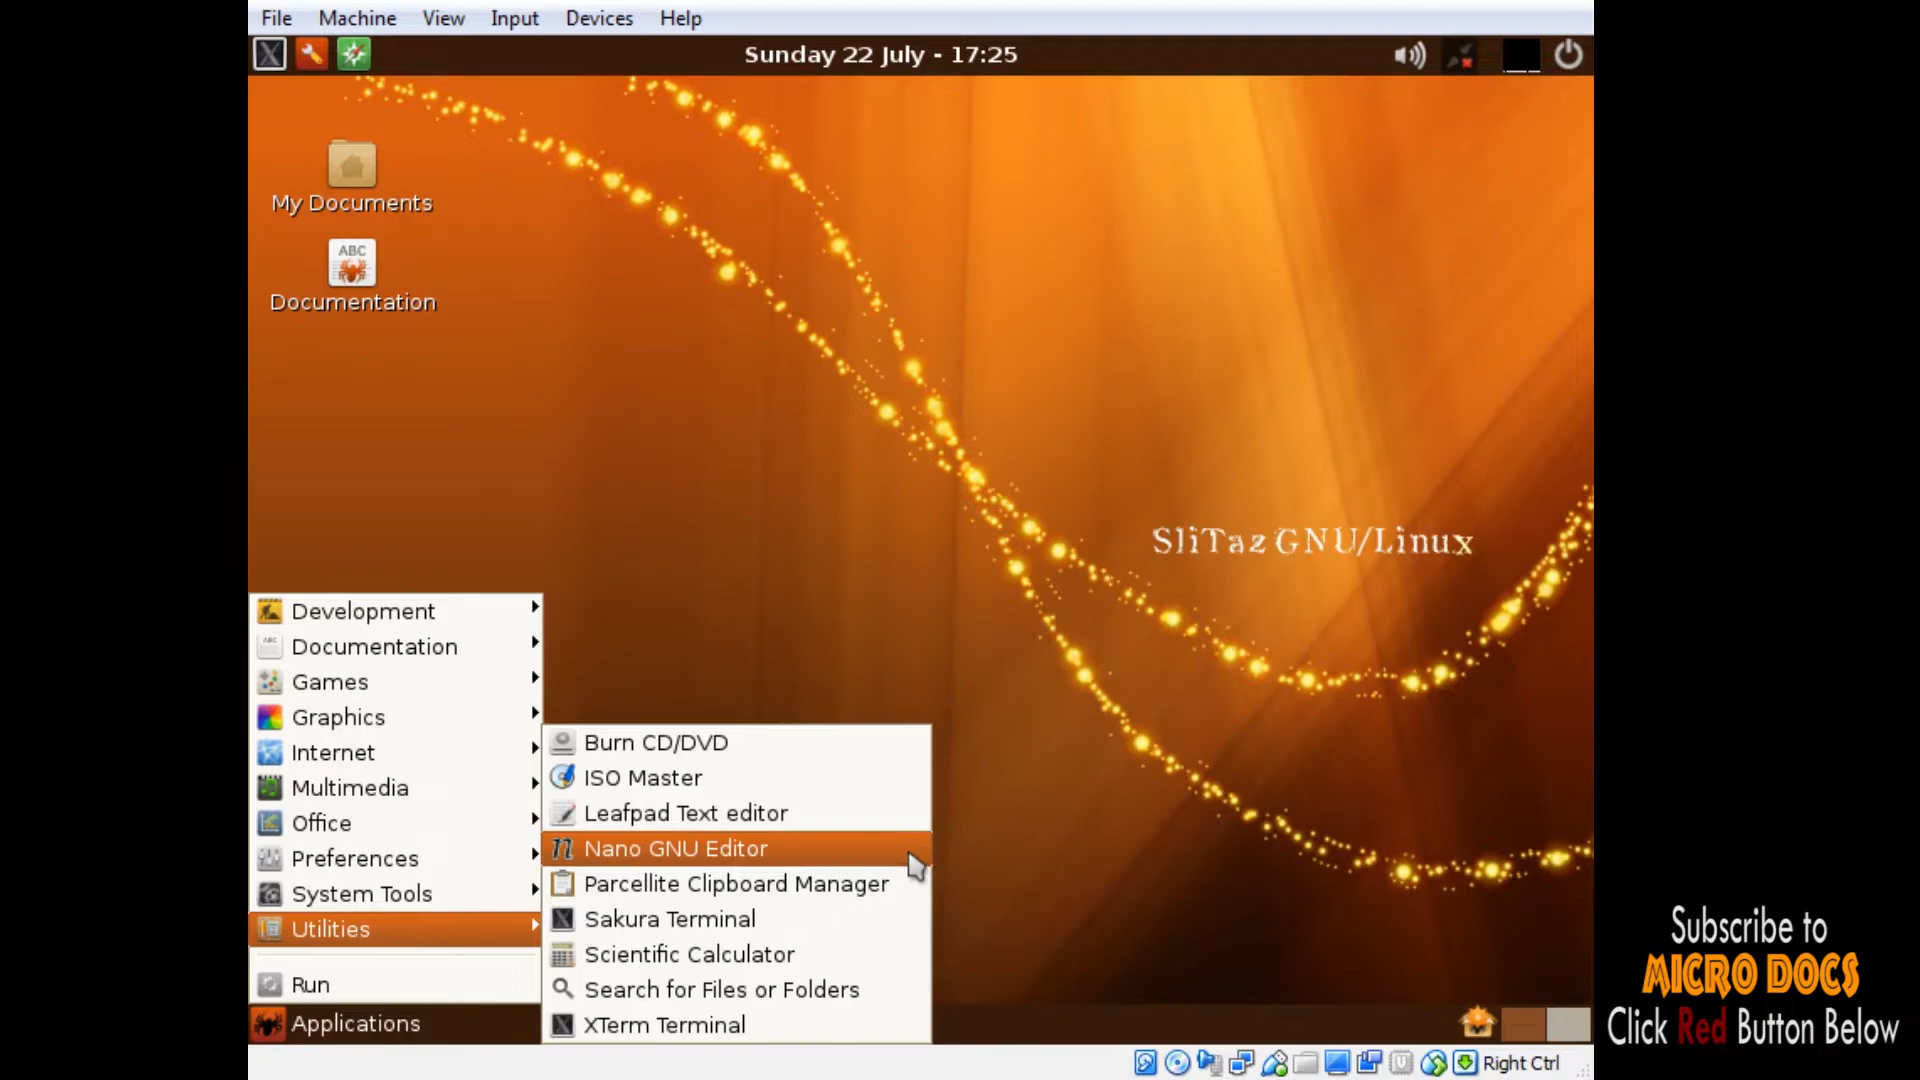 File Machine View Input Devices Help
Sunday 22 July - 17:25
My Documents
ABC
Documentation
SliTaz GNU/Linux
Development
Documentation
Games
Graphics
Internet
Multimedia
Office
Preferences
System Tools
Utilities
Run
Applications
Burn CD/DVD
ISO Master
Leafpad Text editor
Nano GNU Editor
Parcellite Clipboard Manager
Sakura Terminal
Scientific Calculator
Search for Files or Folders
XTerm Terminal
Right Ctrl
Subscribe to
MICRO DOCS
Click Red Button Below